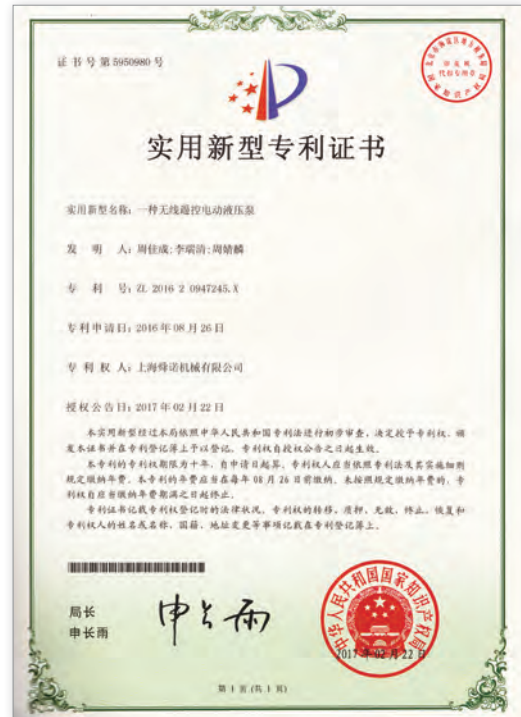 证书号第5950980号
实用新型专利证书
实用新型名称：一种无线遥控电动液压泵
发 明 人：周佳成;李瑞清;周婧麟
专 利 号：ZL 2016 2 0947245.X
专利申请日：2016年08月26日
专 利 权 人：上海舜诺机械有限公司
授权公告日：2017年02月22日
本实用新型经过本局依照中华人民共和国专利法进行初步审查，决定授予专利权，颁
发本证书并在专利登记簿上予以登记。专利权自授权公告之日起生效。
本专利的专利权期限为十年，自申请日起算。专利权人应当依照专利法及其实施细则
规定缴纳年费。本专利的年费应当在每年08月26日前缴纳。未按照规定缴纳年费的，专
利权自应当缴纳年费期满之日起终止。
专利证书记载专利权登记时的法律状况。专利权的转移、质押、无效、终止、恢复和
专利权人的姓名或名称、国籍、地址变更等事项记载在专利登记簿上。
局长
申长雨
申长雨
中华人民共和国国家知识产权局
2017年02月22日
第1页(共1页)